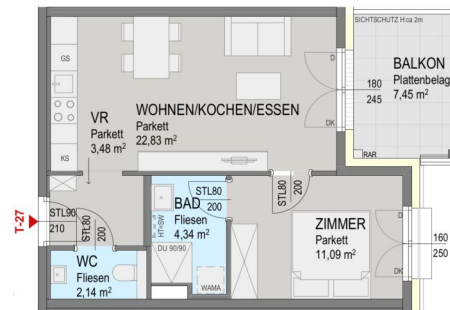 SICHTSCHUTZ H ca 2m
GS
D
BALKON
Plattenbelag
7,45 m²
180
245
WOHNEN/KOCHEN/ESSEN
Parkett
22,83 m²
VR
Parkett
3,48 m²
KS
DK
RAR
STL80
200
STL80
200
BAD
Fliesen
4,34 m²
HT=SW
DU 90/90
WAMA
T-27
STL90
210
STL80
200
WC
Fliesen
2,14 m²
ZIMMER
Parkett
11,09 m²
D
DK
160
250